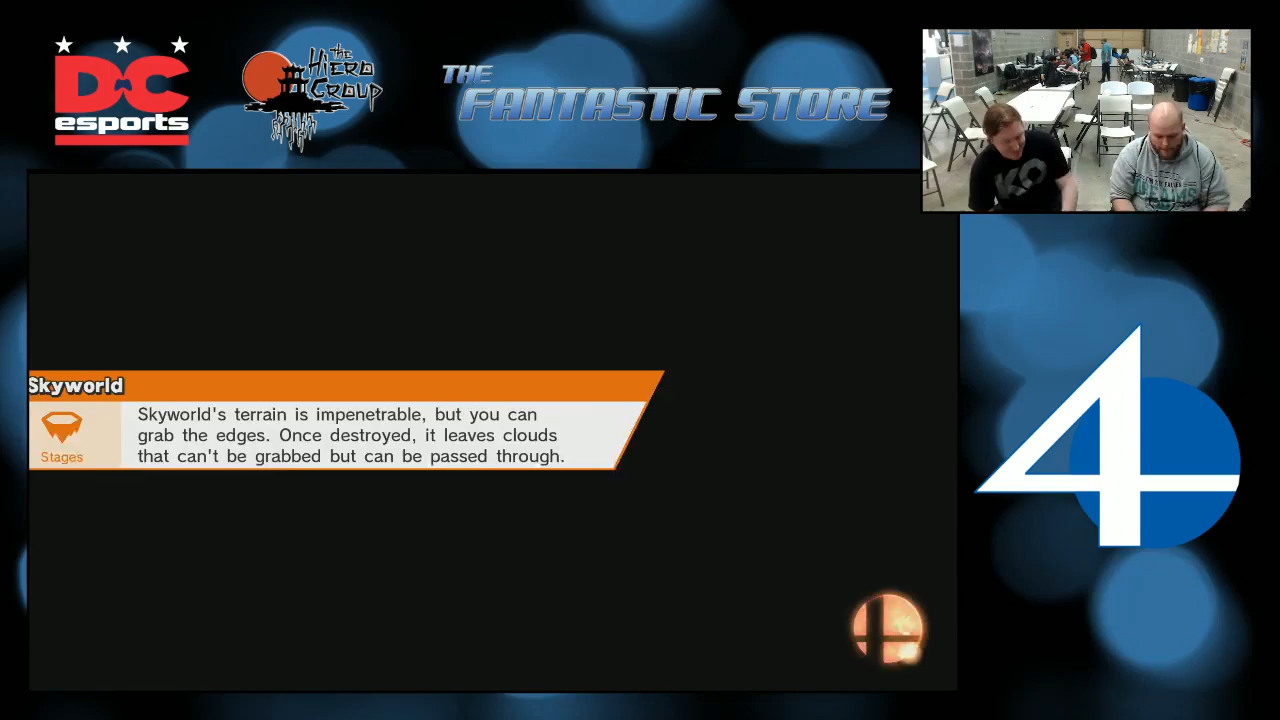 DC
esports
the
Hiero
Group
THE
FANTASTIC STORE
KO
Skyworld
Stages
Skyworld's terrain is impenetrable, but you can
grab the edges. Once destroyed, it leaves clouds
that can't be grabbed but can be passed through.
4